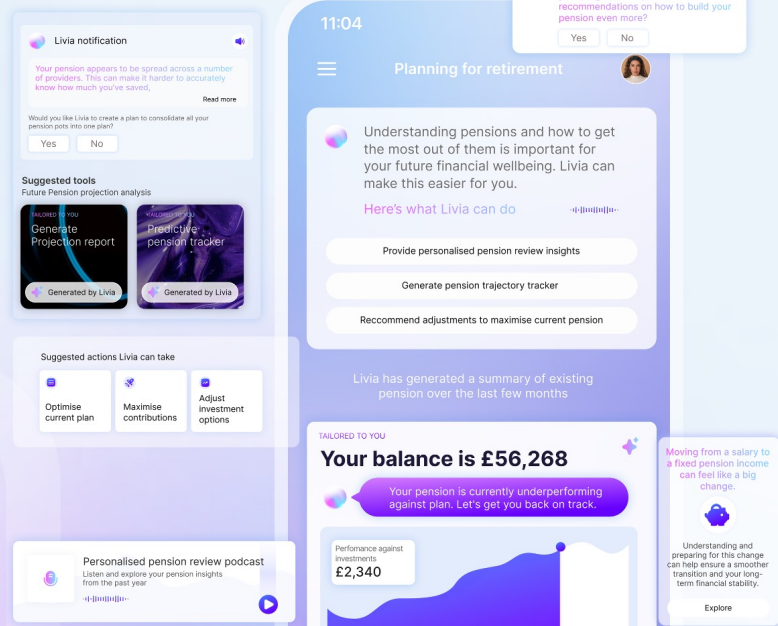 Livia notification
Your pension appears to be spread across a number
of providers. This can make it harder to accurately
know how much you've saved,
Read more
Would you like Livia to create a plan to consolidate all your
pension pots into one plan?
Yes
No
Suggested tools
Future Pension projection analysis
TAILORED TO YOU
Generate
Projection report
Generated by Livia
TAILORED TO YOU
Predictive
pension tracker
Generated by Livia
Suggested actions Livia can take
Optimise
current plan
Maximise
contributions
Adjust
investment
options
Personalised pension review podcast
Listen and explore your pension insights
from the past year
11:04
Planning for retirement
Understanding pensions and how to get
the most out of them is important for
your future financial wellbeing. Livia can
make this easier for you.
Here's what Livia can do
Provide personalised pension review insights
Generate pension trajectory tracker
Reccommend adjustments to maximise current pension
Livia has generated a summary of existing
pension over the last few months
TAILORED TO YOU
Your balance is £56,268
Your pension is currently underperforming
against plan. Let's get you back on track.
Perfomance against
investments
£2,340
recommendations on how to build your
pension even more?
Yes
No
Moving from a salary to
a fixed pension income
can feel like a big
change.
Understanding and
preparing for this change
can help ensure a smoother
transition and your long-
term financial stability.
Explore